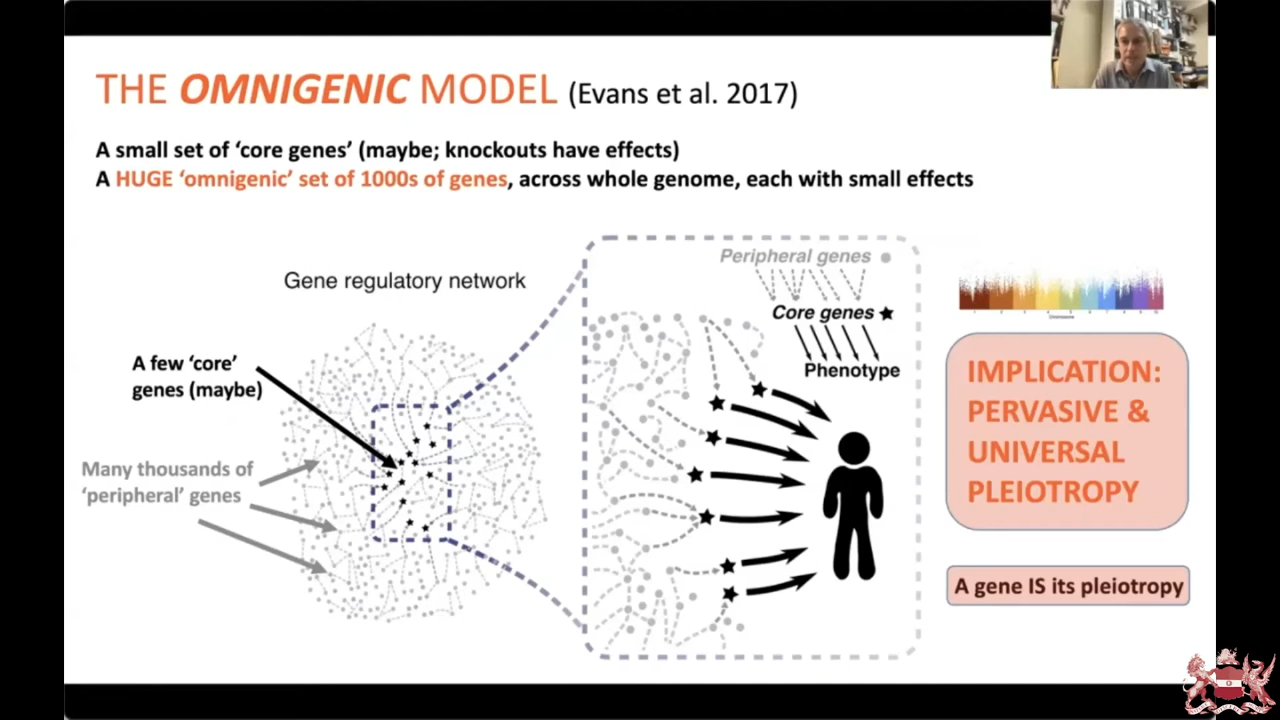 THE OMNIGENIC MODEL (Evans et al. 2017)
A small set of ‘core genes’ (maybe; knockouts have effects)
A HUGE ‘omnigenic’ set of 1000s of genes, across whole genome, each with small effects
Gene regulatory network
A few ‘core’
genes (maybe)
Many thousands of
‘peripheral’ genes
Peripheral genes
Core genes
Phenotype
Chromosome
IMPLICATION:
PERVASIVE &
UNIVERSAL
PLEIOTROPY
A gene IS its pleiotropy